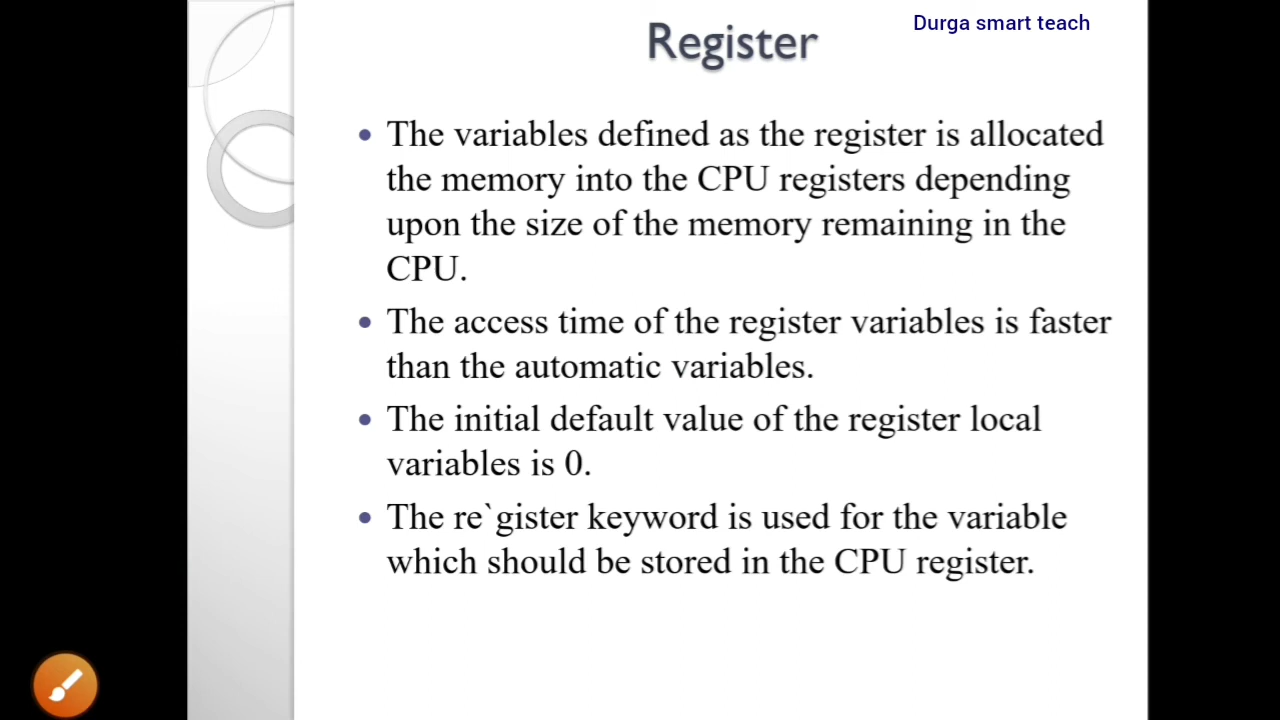 Register
Durga smart teach
• The variables defined as the register is allocated
the memory into the CPU registers depending
upon the size of the memory remaining in the
CPU.
• The access time of the register variables is faster
than the automatic variables.
• The initial default value of the register local
variables is 0.
• The re`gister keyword is used for the variable
which should be stored in the CPU register.